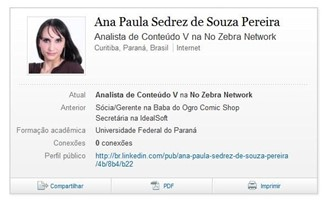 Ana Paula Sedrez de Souza Pereira
Analista de Conteúdo V na No Zebra Network
Curitiba, Paraná, Brasil | Internet
Atual Analista de Conteúdo V na No Zebra Network
Anterior Sócia/Gerente na Baba do Ogro Comic Shop
Secretária na IdealSoft
Formação acadêmica Universidade Federal do Paraná
Conexões 0 conexões
Perfil público http://br.linkedin.com/pub/ana-paula-sedrez-de-souza-pereira
/4b/8b4/b22
Compartilhar PDF Imprimir